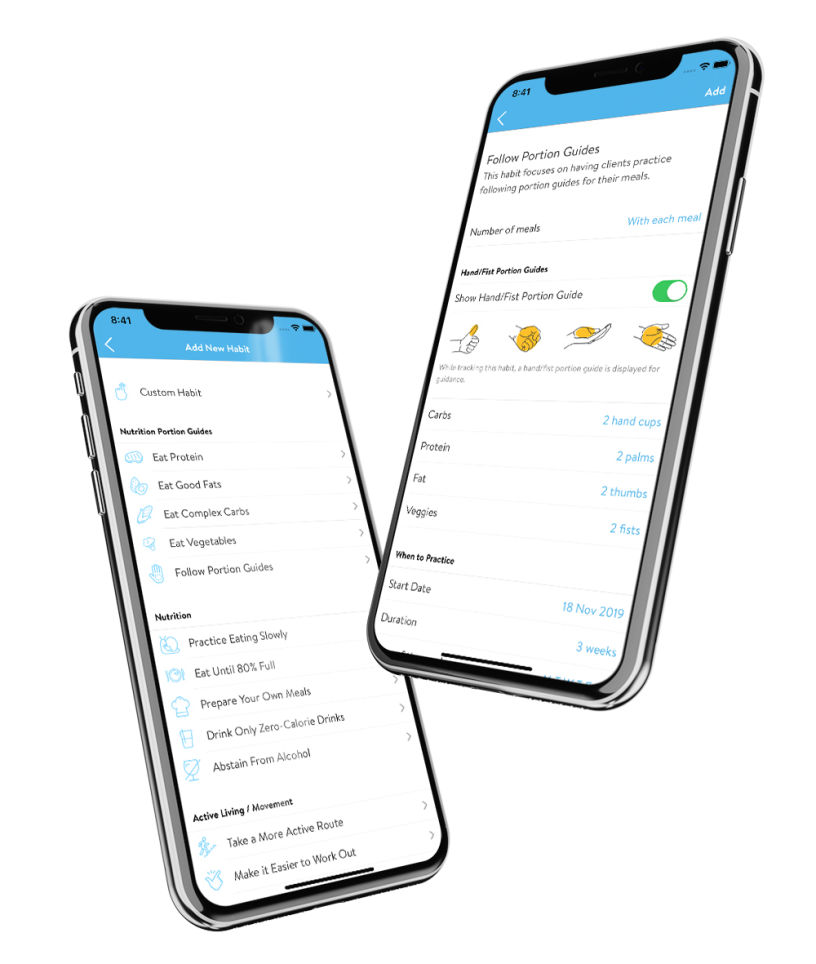 8:41
Add New Habit
Custom Habit
Nutrition Portion Guides
Eat Protein
Eat Good Fats
Eat Complex Carbs
Eat Vegetables
Follow Portion Guides
Nutrition
Practice Eating Slowly
Eat Until 80% Full
Prepare Your Own Meals
Drink Only Zero-Calorie Drinks
Abstain From Alcohol
Active Living / Movement
Take a More Active Route
Make it Easier to Work Out
8:41
Add
Follow Portion Guides
This habit focuses on having clients practice
following portion guides for their meals.
Number of meals With each meal
Hand/Fist Portion Guides
Show Hand/Fist Portion Guide
While tracking this habit, a hand/fist portion guide is displayed for
guidance.
Carbs 2 hand cups
Protein 2 palms
Fat 2 thumbs
Veggies 2 fists
When to Practice
Start Date 18 Nov 2019
Duration 3 weeks